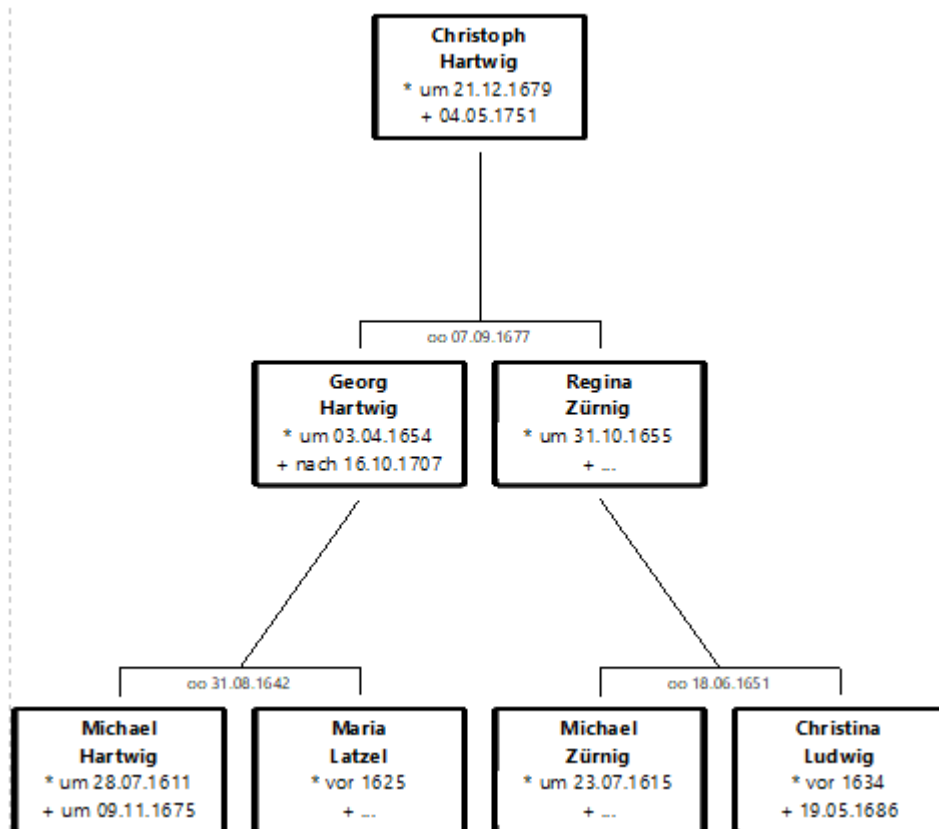 Christoph
Hartwig
* um 21.12.1679
+ 04.05.1751
oo 07.09.1677
Georg
Hartwig
* um 03.04.1654
+ nach 16.10.1707
Regina
Zürnig
* um 31.10.1655
+ ...
oo 31.08.1642
oo 18.06.1651
Michael
Hartwig
* um 28.07.1611
+ um 09.11.1675
Maria
Latzel
* vor 1625
+ ...
Michael
Zürnig
* um 23.07.1615
+ ...
Christina
Ludwig
* vor 1634
+ 19.05.1686